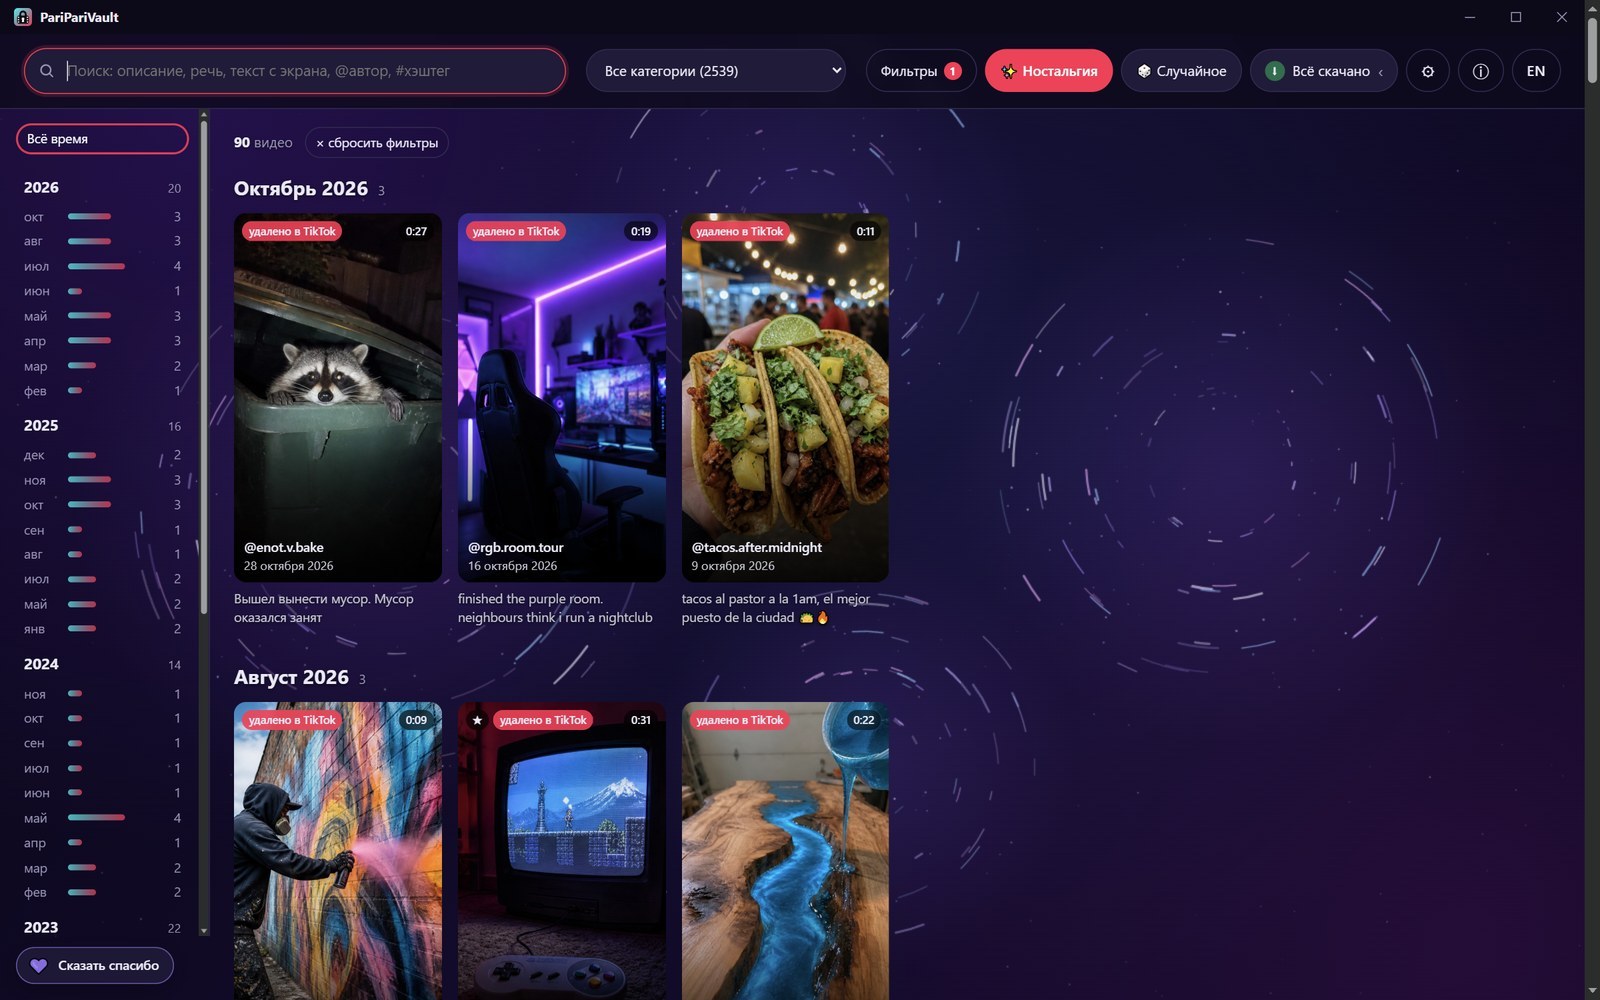 PariPariVault
Поиск: описание, речь, текст с экрана, @автор, #хэштег
Все категории (2539)
Фильтры 1
✨ Ностальгия
🎲 Случайное
⬇ Всё скачано ‹
⚙
ⓘ
EN
Всё время
90 видео
× сбросить фильтры
2026 20
окт 3
авг 3
июл 4
июн 1
май 3
апр 3
мар 2
фев 1
2025 16
дек 2
ноя 3
окт 3
сен 1
авг 1
июл 2
май 2
янв 2
2024 14
ноя 1
окт 1
сен 1
июл 1
июн 1
май 4
апр 1
мар 2
фев 2
2023 22
💜 Сказать спасибо
Октябрь 2026 3
удалено в TikTok 0:27
@enot.v.bake
28 октября 2026
Вышел вынести мусор. Мусор
оказался занят
удалено в TikTok 0:19
@rgb.room.tour
16 октября 2026
finished the purple room.
neighbours think i run a nightclub
удалено в TikTok 0:11
@tacos.after.midnight
9 октября 2026
tacos al pastor a la 1am, el mejor
puesto de la ciudad 🌮🔥
Август 2026 3
удалено в TikTok 0:09
★ удалено в TikTok 0:31
удалено в TikTok 0:22